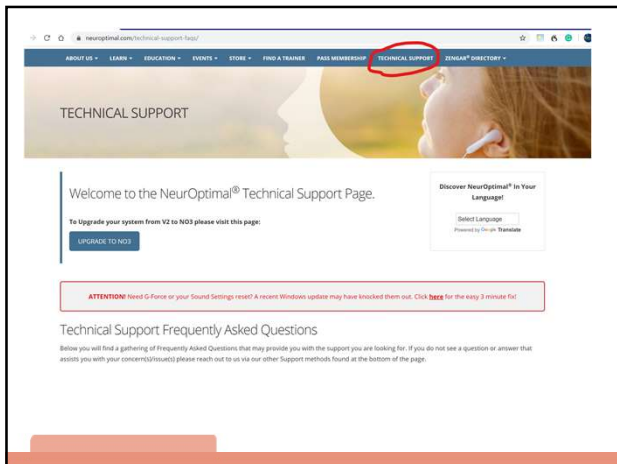 neuroptimal.com/technical-support-faqs/
ABOUT US LEARN EDUCATION EVENTS STORE FIND A TRAINER PASS MEMBERSHIP TECHNICAL SUPPORT ZENGAR® DIRECTORY
TECHNICAL SUPPORT
Welcome to the NeurOptimal® Technical Support Page.
To Upgrade your system from V2 to NO3 please visit this page:
UPGRADE TO NO3
Discover NeurOptimal® in Your
Language!
Select Language
Powered by Google Translate
ATTENTION! Need G-Force or your Sound Settings reset? A recent Windows update may have knocked them out. Click here for the easy 3 minute fix!
Technical Support Frequently Asked Questions
Below you will find a gathering of Frequently Asked Questions that may provide you with the support you are looking for. If you do not see a question or answer that
assists you with your concern(s)/issue(s) please reach out to us via our other Support methods found at the bottom of the page.